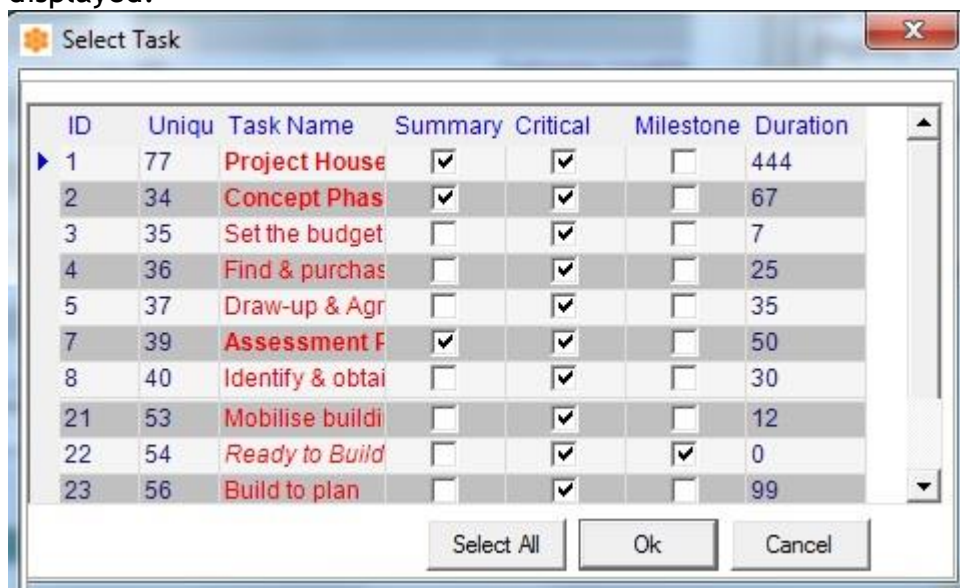 Select Task
ID Uniqu Task Name Summary Critical Milestone Duration
1 77 Project House 444
2 34 Concept Phas 67
3 35 Set the budget 7
4 36 Find & purchas 25
5 37 Draw-up & Agr 35
7 39 Assessment P 50
8 40 Identify & obtai 30
21 53 Mobilise buildi 12
22 54 Ready to Build 0
23 56 Build to plan 99
Select All Ok Cancel